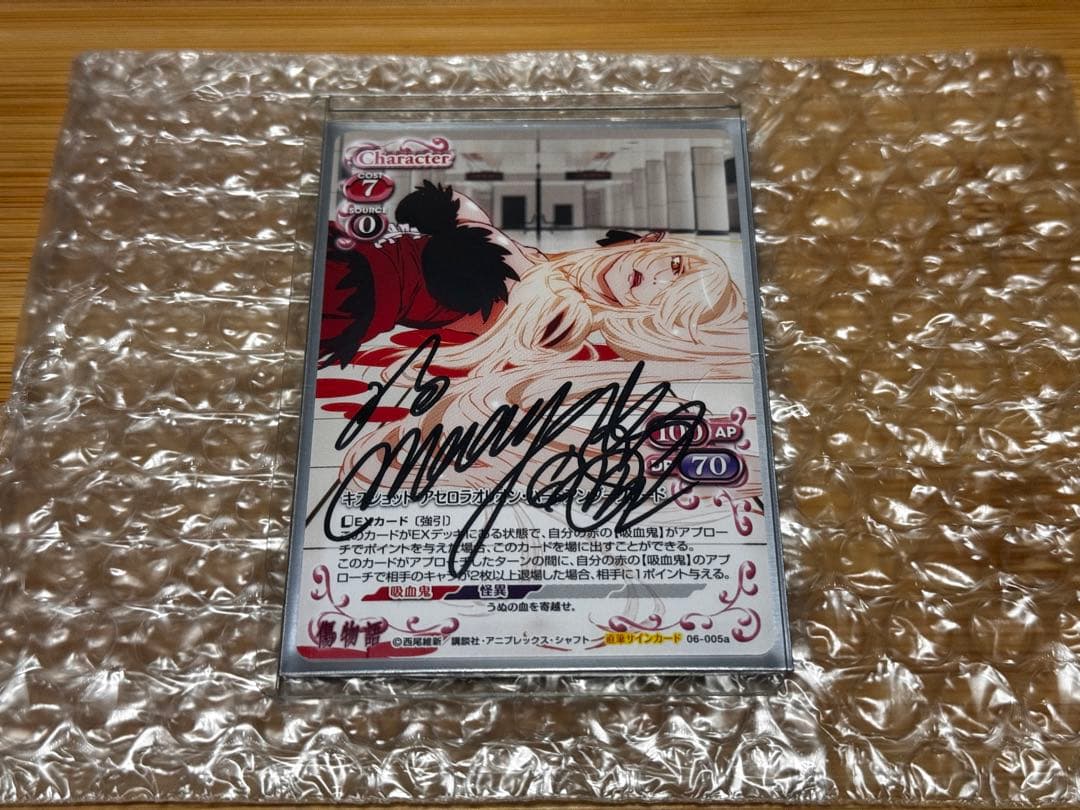 Character
COST
7
SOURCE
0
100 AP
DP 70
キスショット・アセロラオリオン・ハートアンダーブレード
EXカード〔強引〕
このカードがEXデッキにある状態で、自分の赤の【吸血鬼】がアプロー
チでポイントを与えた場合、このカードを場に出すことができる。
このカードがアプローチしたターンの間に、自分の赤の【吸血鬼】のアプ
ローチで相手のキャラが2枚以上退場した場合、相手に1ポイント与える。
吸血鬼 怪異
うぬの血を寄越せ。
傷物語 ©西尾維新/講談社・アニプレックス・シャフト 直筆サインカード 06-005a